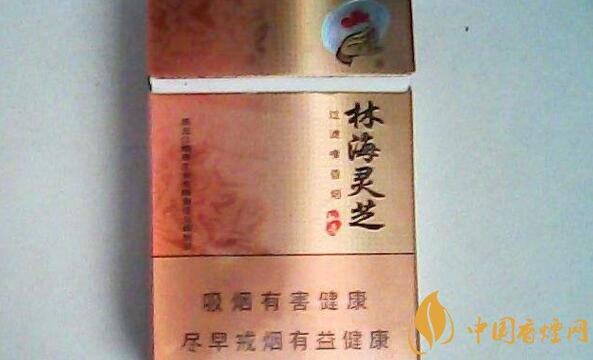 林海灵芝
过滤嘴香烟
吸烟有害健康
尽早戒烟有益健康
中国香烟网